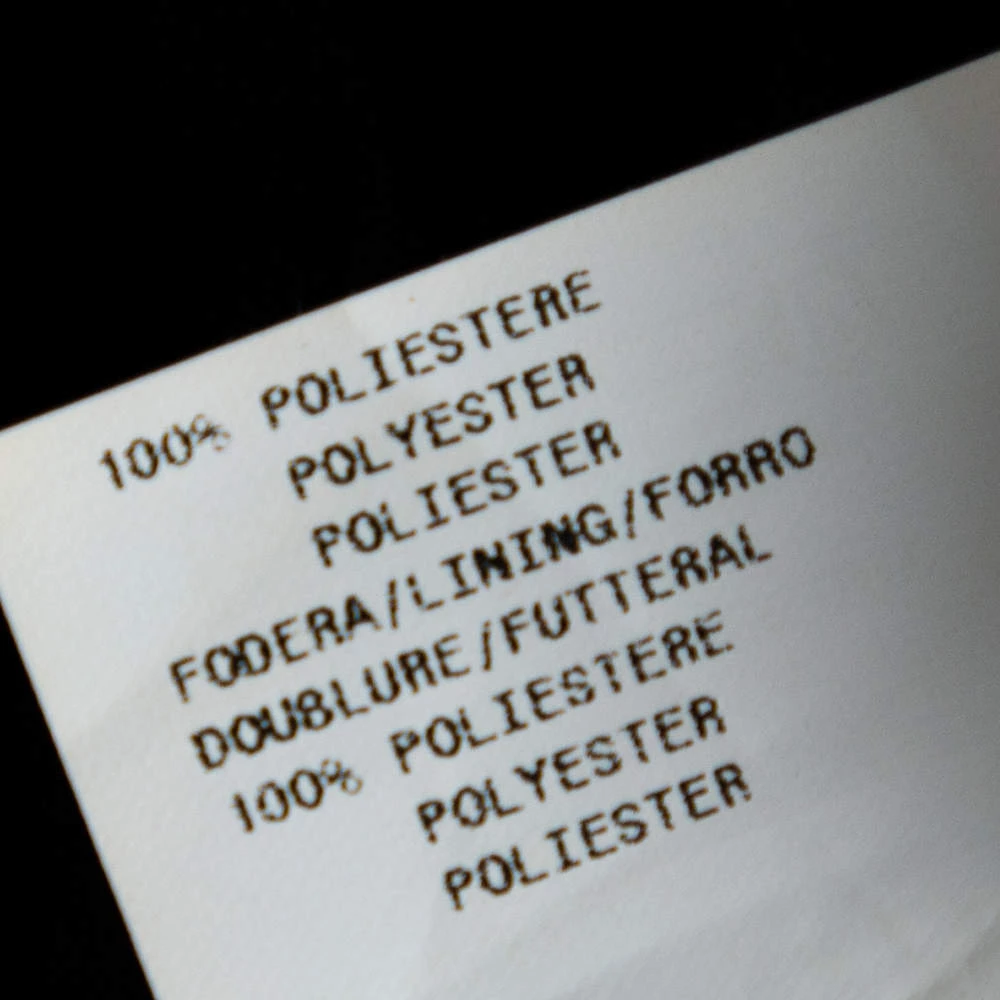 100% POLIESTERE
POLYESTER
POLIESTER
FODERA/LINING/FORRO
DOUBLURE/FUTTERAL
100% POLIESTERE
POLYESTER
POLIESTER